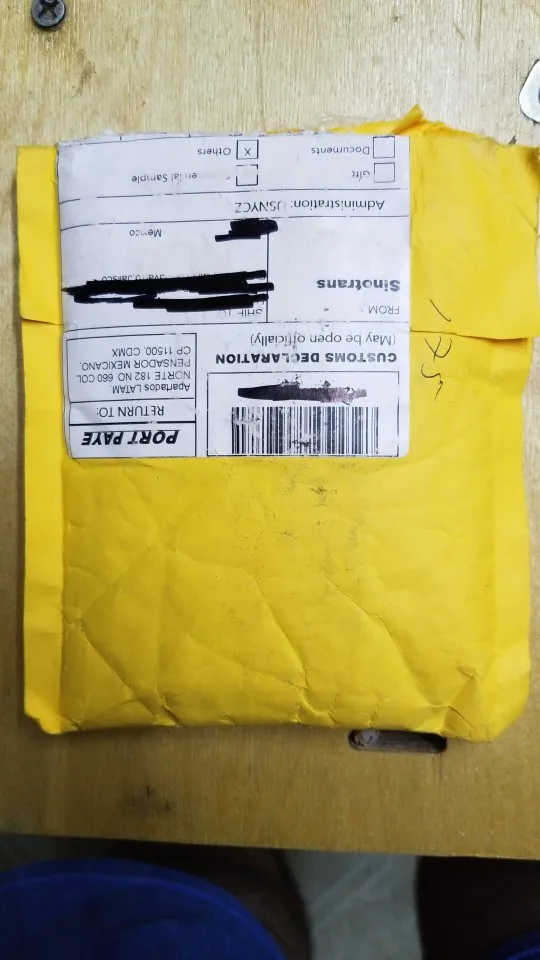 PORT PAYE
RETURN TO:
Apartados LATAM.
NORTE 182 NO. 660 COL
PENSADOR MEXICANO,
CP 11500, CDMX
CUSTOMS DECLARATION
(May be open officially)
FROM:
Sinotrans
Mexico
Administration: USNYCZ
Gift
Sample
Documents
X Others